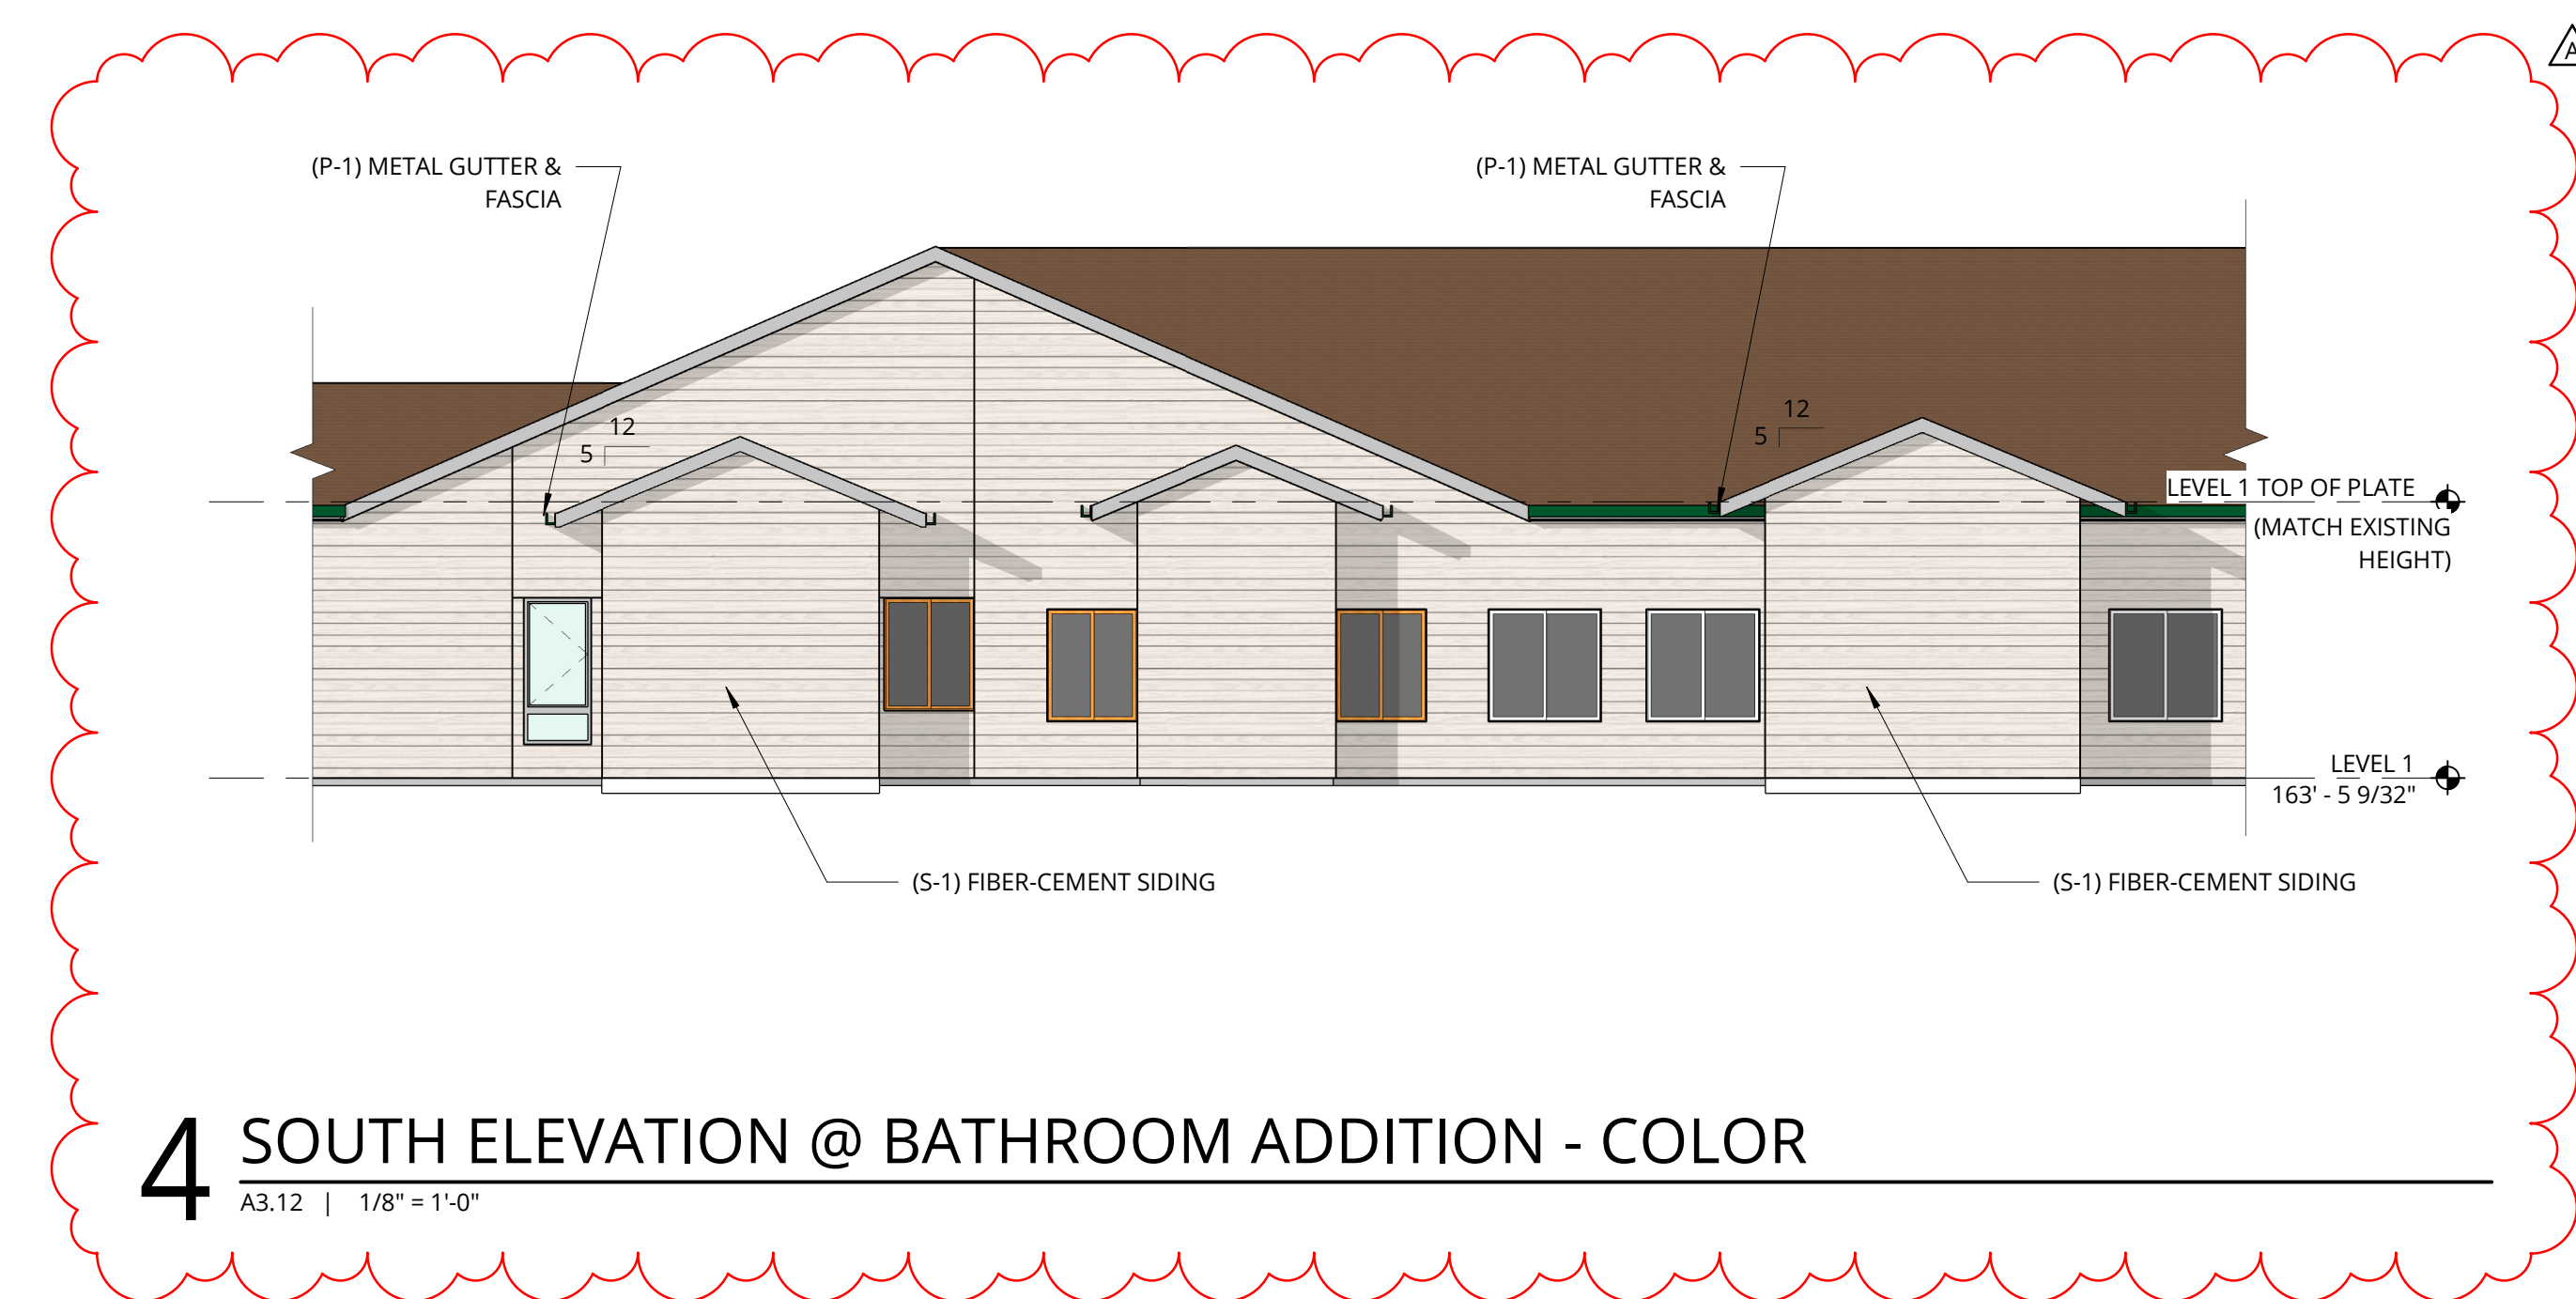 A
(P-1) METAL GUTTER &
FASCIA
(P-1) METAL GUTTER &
FASCIA
12
5
12
5
LEVEL 1 TOP OF PLATE
(MATCH EXISTING
HEIGHT)
LEVEL 1
163' - 5 9/32"
(S-1) FIBER-CEMENT SIDING
(S-1) FIBER-CEMENT SIDING
4 SOUTH ELEVATION @ BATHROOM ADDITION - COLOR
A3.12 | 1/8" = 1'-0"